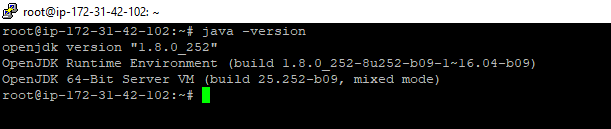 root@ip-172-31-42-102: ~
root@ip-172-31-42-102:~# java -version
openjdk version "1.8.0_252"
OpenJDK Runtime Environment (build 1.8.0_252-8u252-b09-1~16.04-b09)
OpenJDK 64-Bit Server VM (build 25.252-b09, mixed mode)
root@ip-172-31-42-102:~#